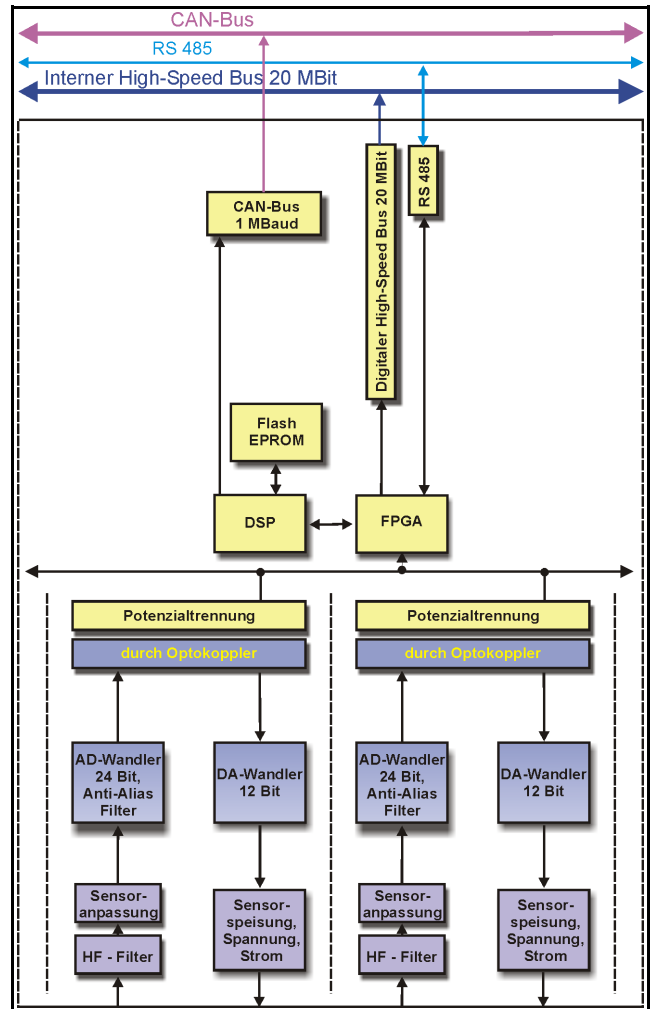 CAN-Bus
RS 485
Interner High-Speed Bus 20 MBit
CAN-Bus
1 MBaud
Digitaler High-Speed Bus 20 MBit
RS 485
Flash
EPROM
DSP
FPGA
Potenzialtrennung
durch Optokoppler
Potenzialtrennung
durch Optokoppler
AD-Wandler
24 Bit,
Anti-Alias
Filter
DA-Wandler
12 Bit
AD-Wandler
24 Bit,
Anti-Alias
Filter
DA-Wandler
12 Bit
Sensor-
anpassung
HF - Filter
Sensor-
speisung,
Spannung,
Strom
Sensor-
anpassung
HF - Filter
Sensor-
speisung,
Spannung,
Strom